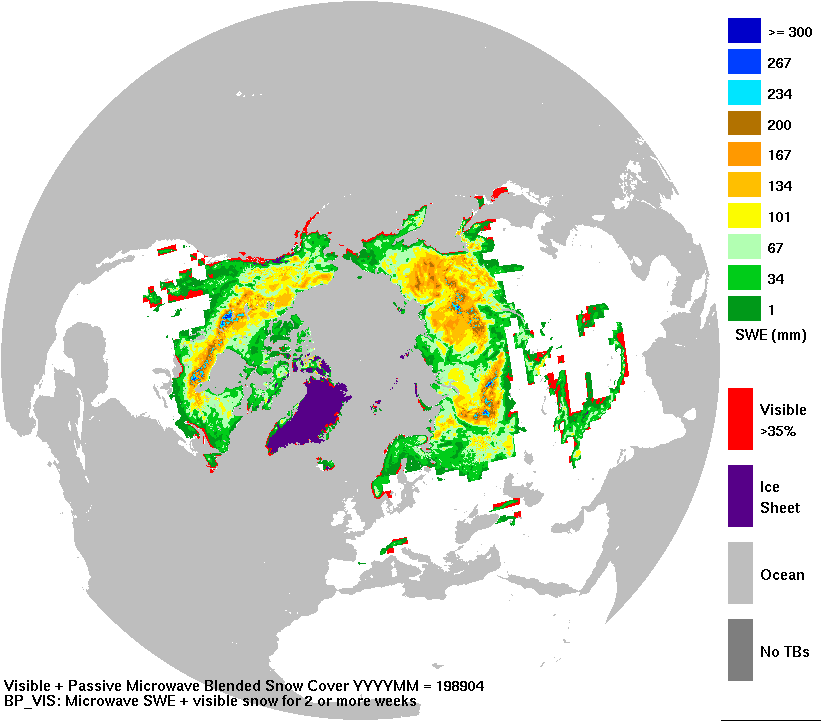 >= 300
267
234
200
167
134
101
67
34
1
SWE (mm)
Visible
>35%
Ice
Sheet
Ocean
No TBs
Visible + Passive Microwave Blended Snow Cover YYYYMM = 198904
BP_VIS: Microwave SWE + visible snow for 2 or more weeks